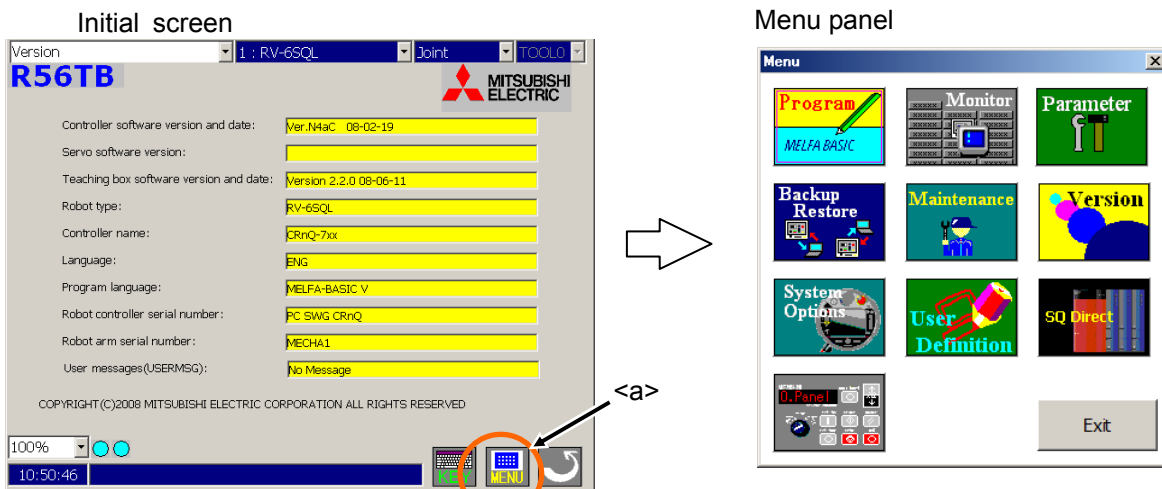 Initial screen
Version 1 : RV-6SQL Joint TOOL0
R56TB
MITSUBISHI
ELECTRIC
Controller software version and date: Ver.N4aC 08-02-19
Servo software version:
Teaching box software version and date: Version 2.2.0 08-06-11
Robot type: RV-6SQL
Controller name: CRnQ-7xx
Language: ENG
Program language: MELFA-BASIC V
Robot controller serial number: PC SWG CRnQ
Robot arm serial number: MECHA1
User messages(USERMSG): No Message
COPYRIGHT(C)2008 MITSUBISHI ELECTRIC CORPORATION ALL RIGHTS RESERVED
100%
10:50:46
KEY MENU
<a>
Menu panel
Menu
Program
MELFA BASIC
Monitor
Parameter
Backup
Restore
Maintenance
Version
System
Options
User
Definition
SQ Direct
O.Panel
Exit